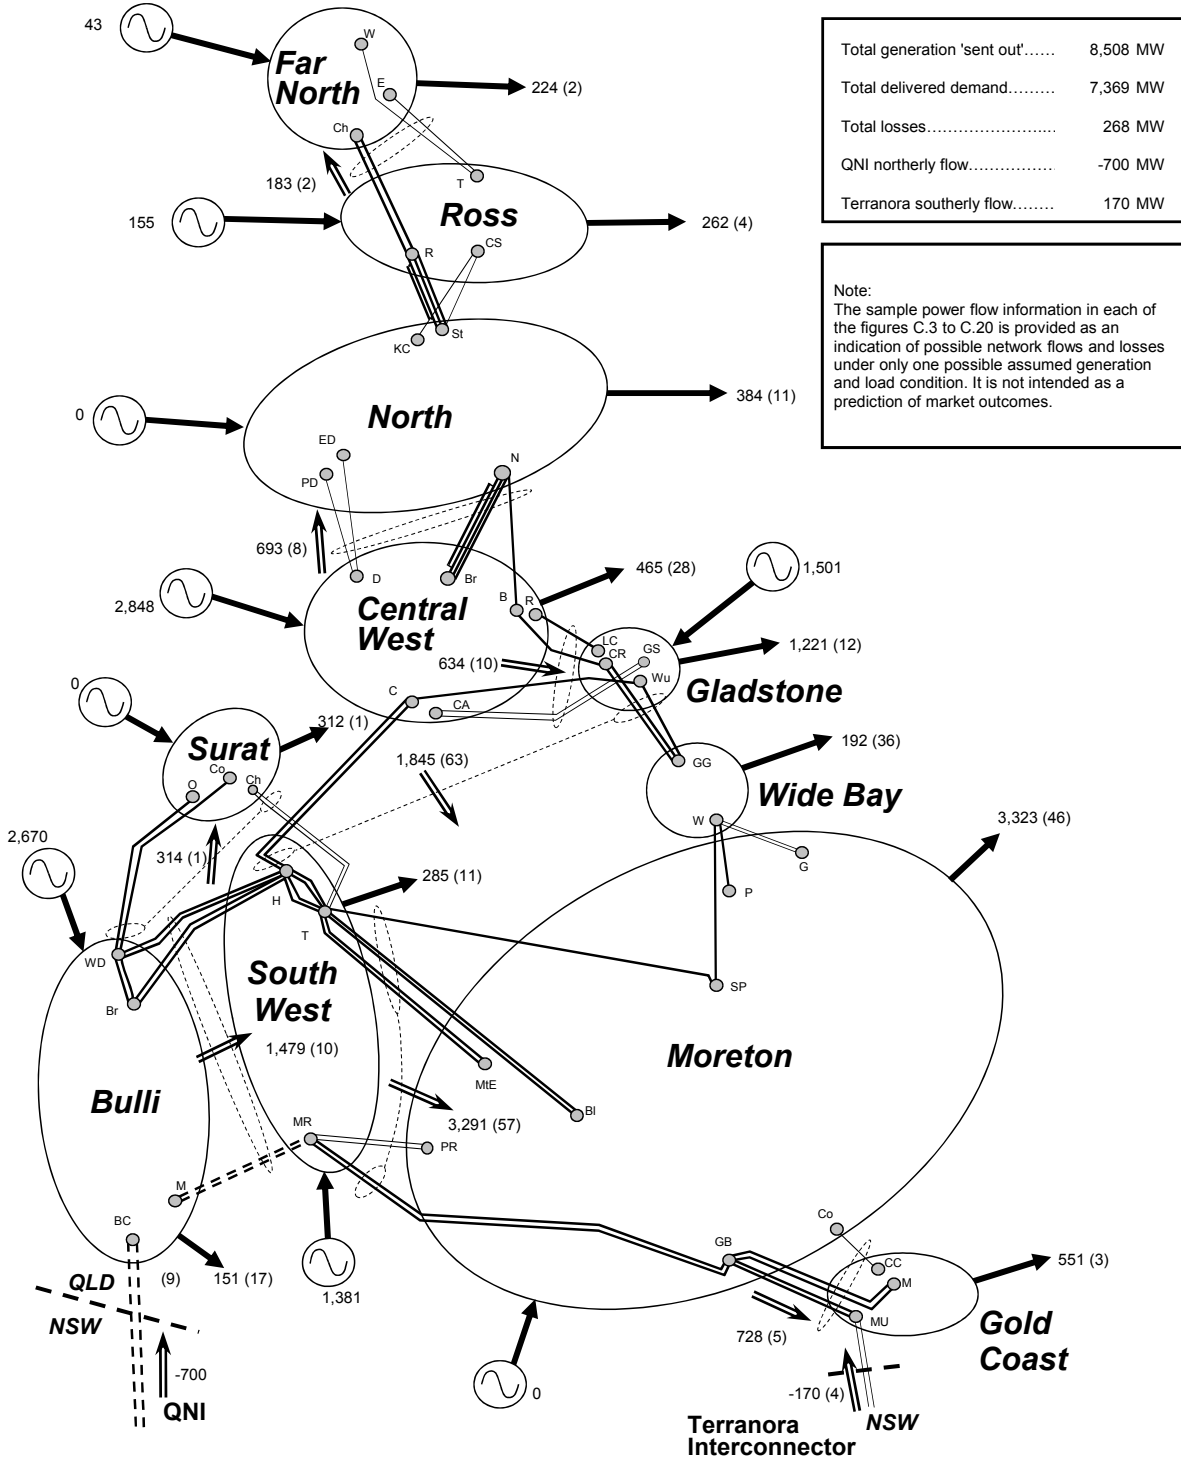 43
W
Far
North
E
224 (2)
Ch
183 (2)
T
Ross
155
262 (4)
CS
R
St
KC
0
384 (11)
North
ED
N
PD
693 (8)
D
Br
465 (28)
1,501
2,848
B
R
Central
West
LC
CR
GS
1,221 (12)
634 (10)
Wu
Gladstone
0
C
CA
312 (1)
192 (36)
Surat
1,845 (63)
GG
Co
Ch
O
Wide Bay
2,670
W
3,323 (46)
314 (1)
G
285 (11)
P
H
T
WD
South
West
SP
Br
1,479 (10)
Moreton
MtE
Bulli
3,291 (57)
Bl
MR
PR
M
BC
Co
GB
CC
551 (3)
QLD
(9)
151 (17)
M
1,381
NSW
MU
Gold
Coast
728 (5)
-700
0
-170 (4)
QNI
NSW
Terranora
Interconnector
Total generation 'sent out'...... 8,508 MW
Total delivered demand......... 7,369 MW
Total losses.......................... 268 MW
QNI northerly flow................ -700 MW
Terranora southerly flow........ 170 MW
Note:
The sample power flow information in each of
the figures C.3 to C.20 is provided as an
indication of possible network flows and losses
under only one possible assumed generation
and load condition. It is not intended as a
prediction of market outcomes.